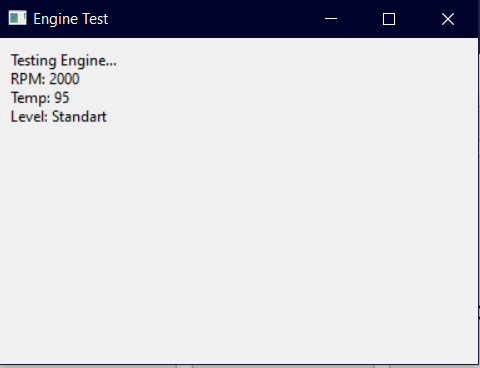 Engine Test
Testing Engine...
RPM: 2000
Temp: 95
Level: Standart